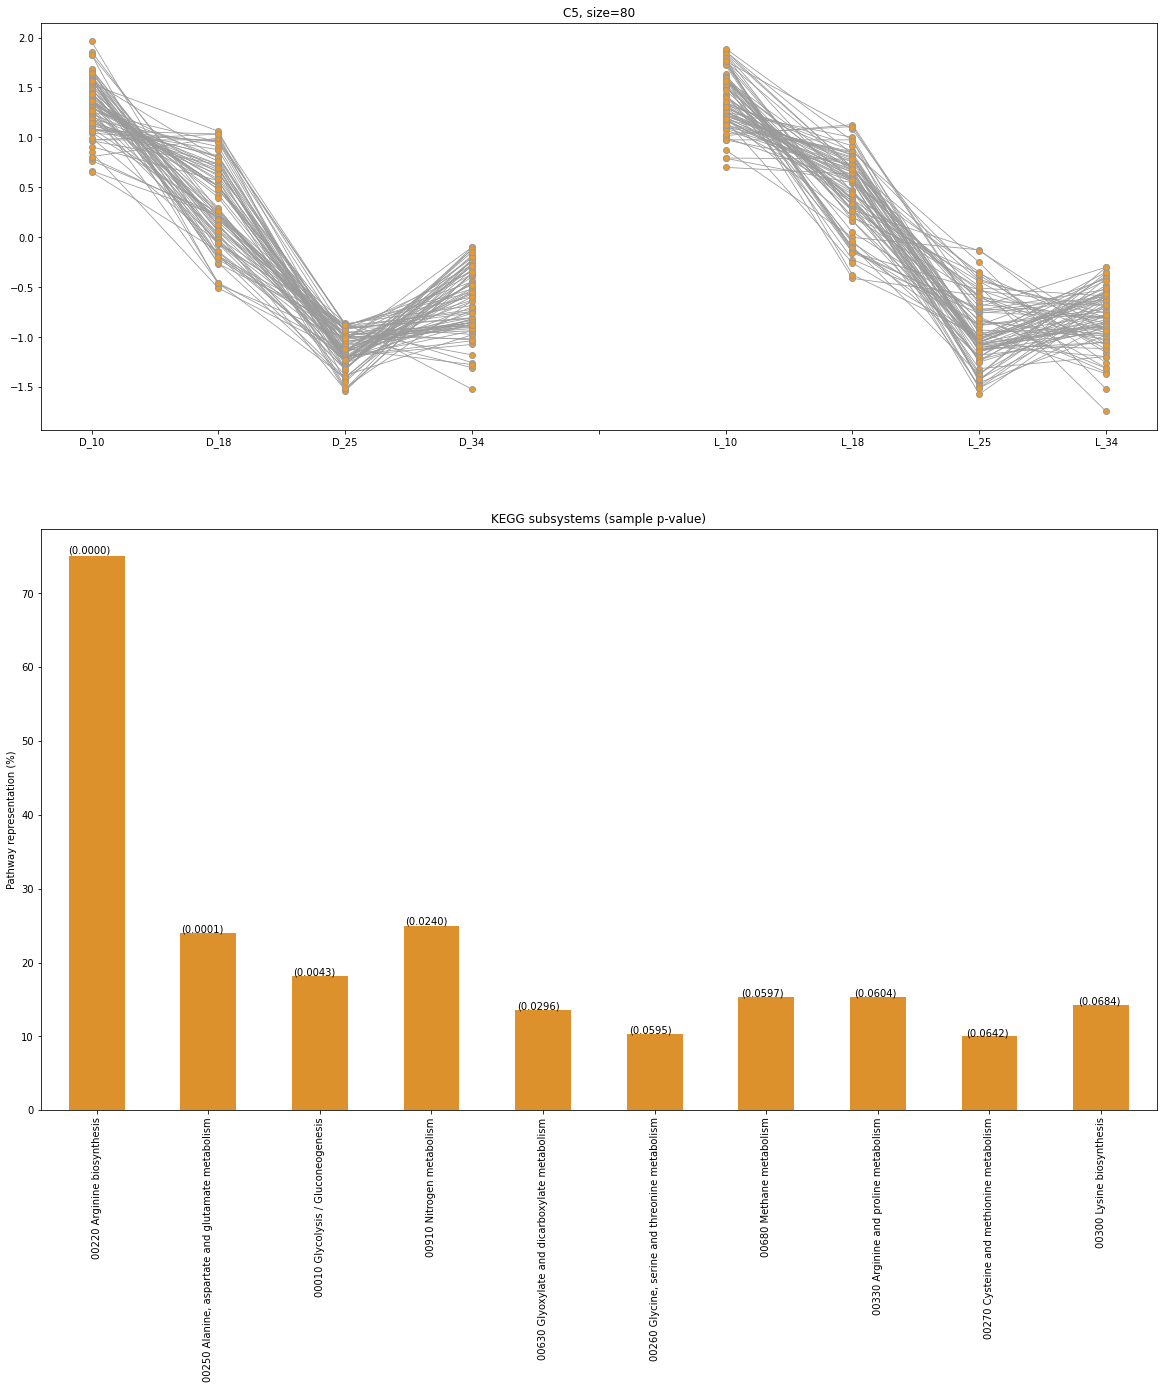 C5, size=80
2.0
1.5
1.0
0.5
0.0
−0.5
−1.0
−1.5
D_10 D_18 D_25 D_34 L_10 L_18 L_25 L_34
KEGG subsystems (sample p-value)
Pathway representation (%)
70
60
50
40
30
20
10
0
(0.0000)
(0.0001)
(0.0043)
(0.0240)
(0.0296)
(0.0595)
(0.0597)
(0.0604)
(0.0642)
(0.0684)
00220 Arginine biosynthesis
00250 Alanine, aspartate and glutamate metabolism
00010 Glycolysis / Gluconeogenesis
00910 Nitrogen metabolism
00630 Glyoxylate and dicarboxylate metabolism
00260 Glycine, serine and threonine metabolism
00680 Methane metabolism
00330 Arginine and proline metabolism
00270 Cysteine and methionine metabolism
00300 Lysine biosynthesis